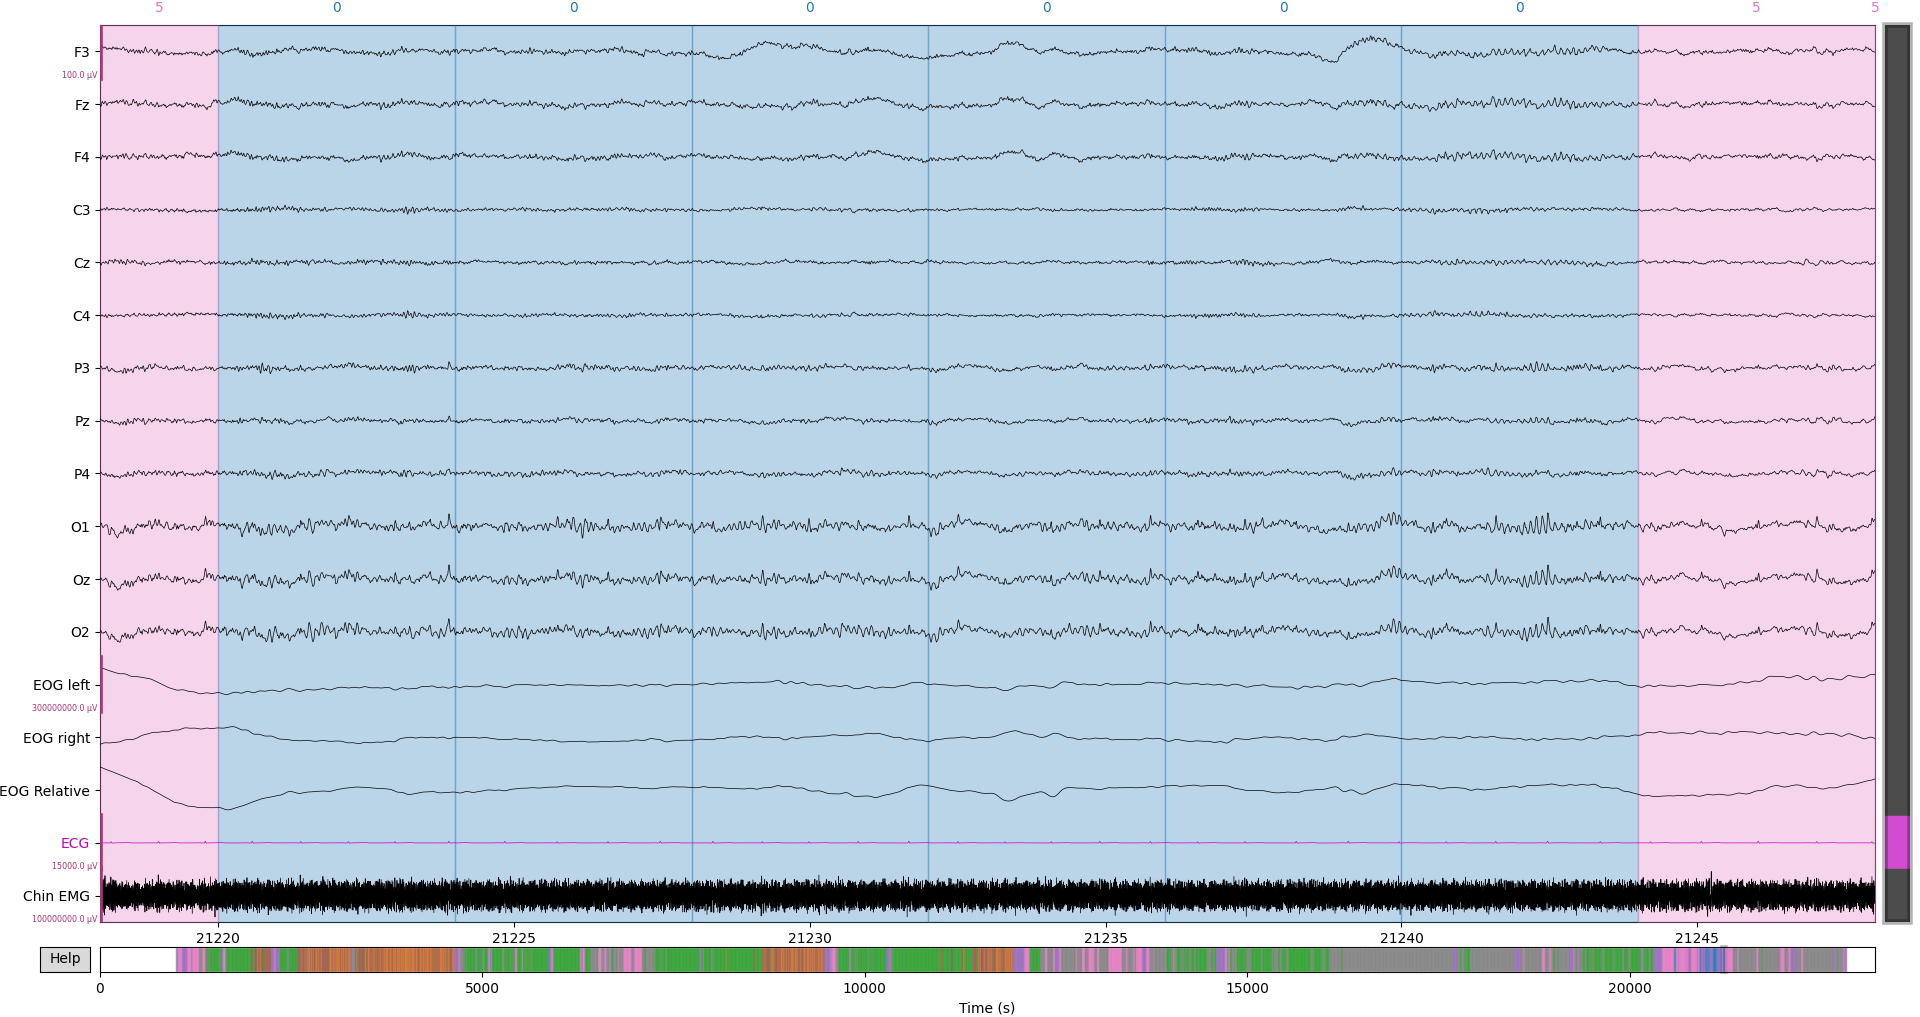 5 0 0 0 0 0 0 5 5
F3
100.0 µV
Fz
F4
C3
Cz
C4
P3
Pz
P4
O1
Oz
O2
EOG left
300000000.0 µV
EOG right
EOG Relative
ECG
15000.0 µV
Chin EMG
100000000.0 µV
21220 21225 21230 21235 21240 21245
Help
0 5000 10000 15000 20000
Time (s)